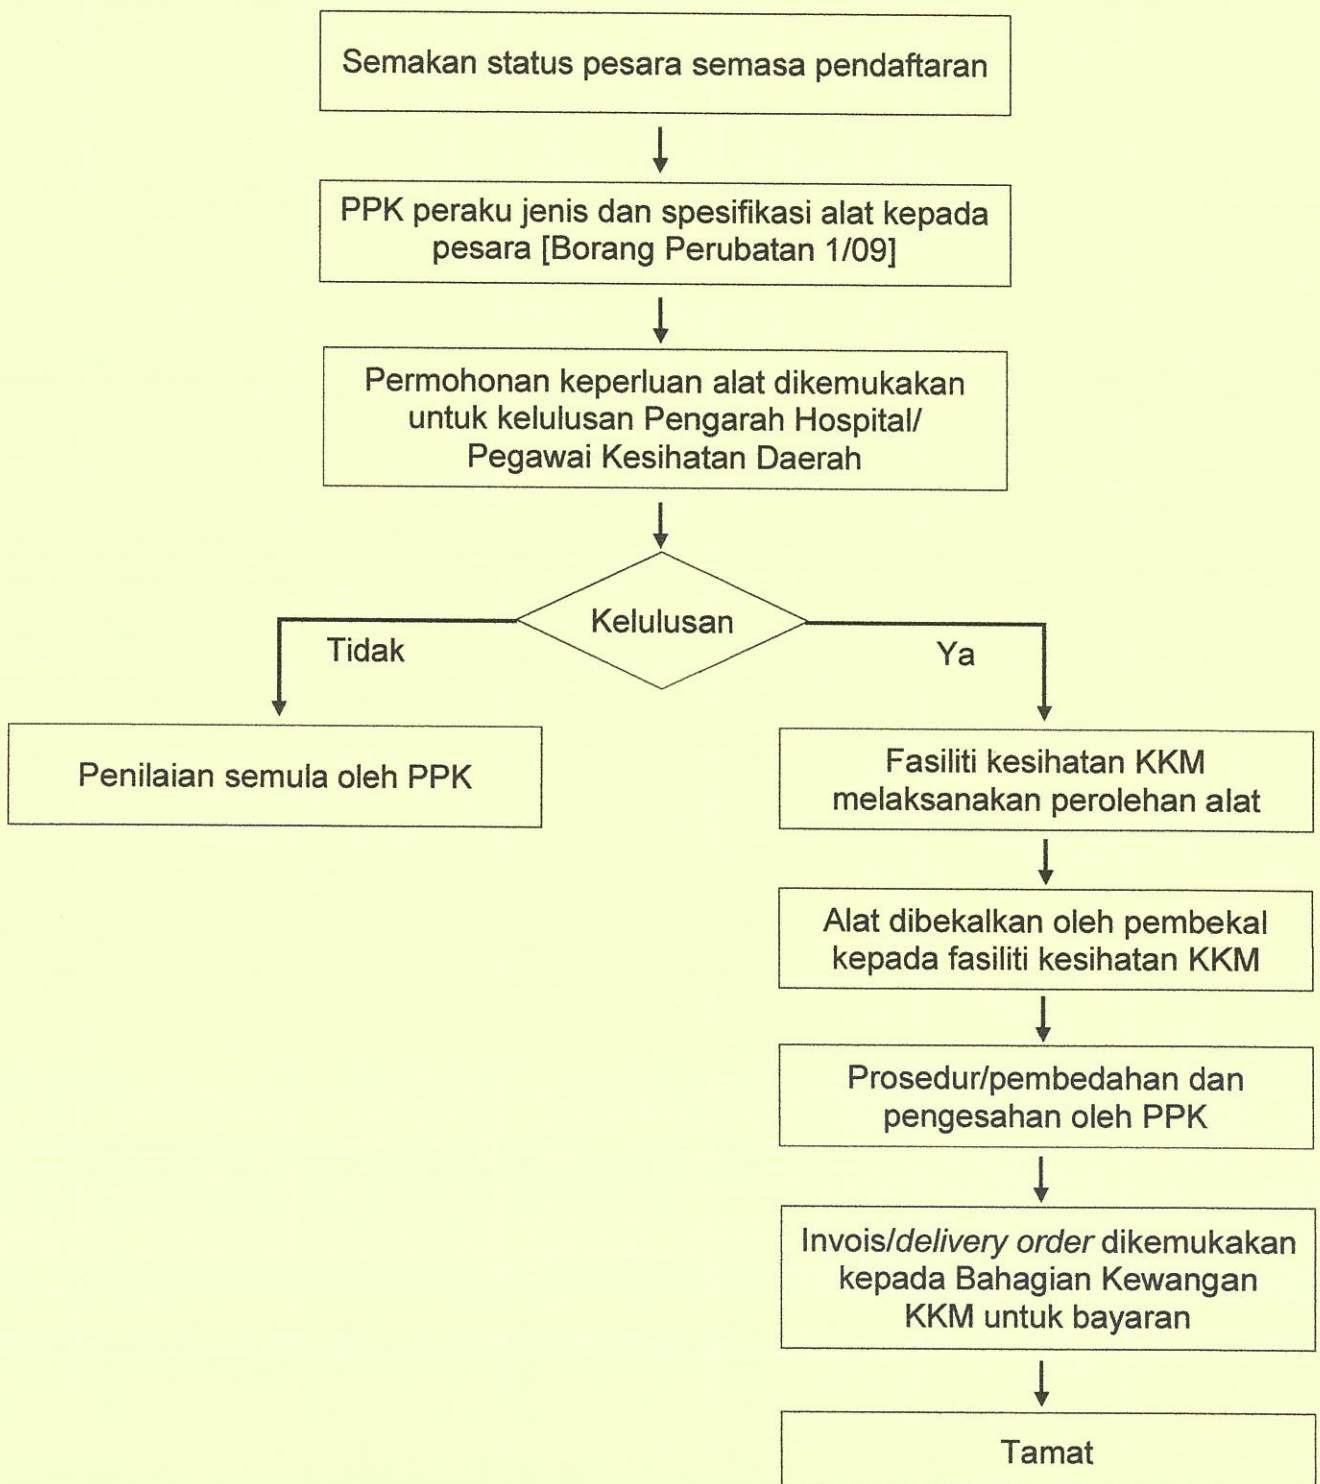 Semakan status pesara semasa pendaftaran
PPK peraku jenis dan spesifikasi alat kepada
pesara [Borang Perubatan 1/09]
Permohonan keperluan alat dikemukakan
untuk kelulusan Pengarah Hospital/
Pegawai Kesihatan Daerah
Kelulusan
Tidak
Ya
Penilaian semula oleh PPK
Fasiliti kesihatan KKM
melaksanakan perolehan alat
Alat dibekalkan oleh pembekal
kepada fasiliti kesihatan KKM
Prosedur/pembedahan dan
pengesahan oleh PPK
Invois/delivery order dikemukakan
kepada Bahagian Kewangan
KKM untuk bayaran
Tamat